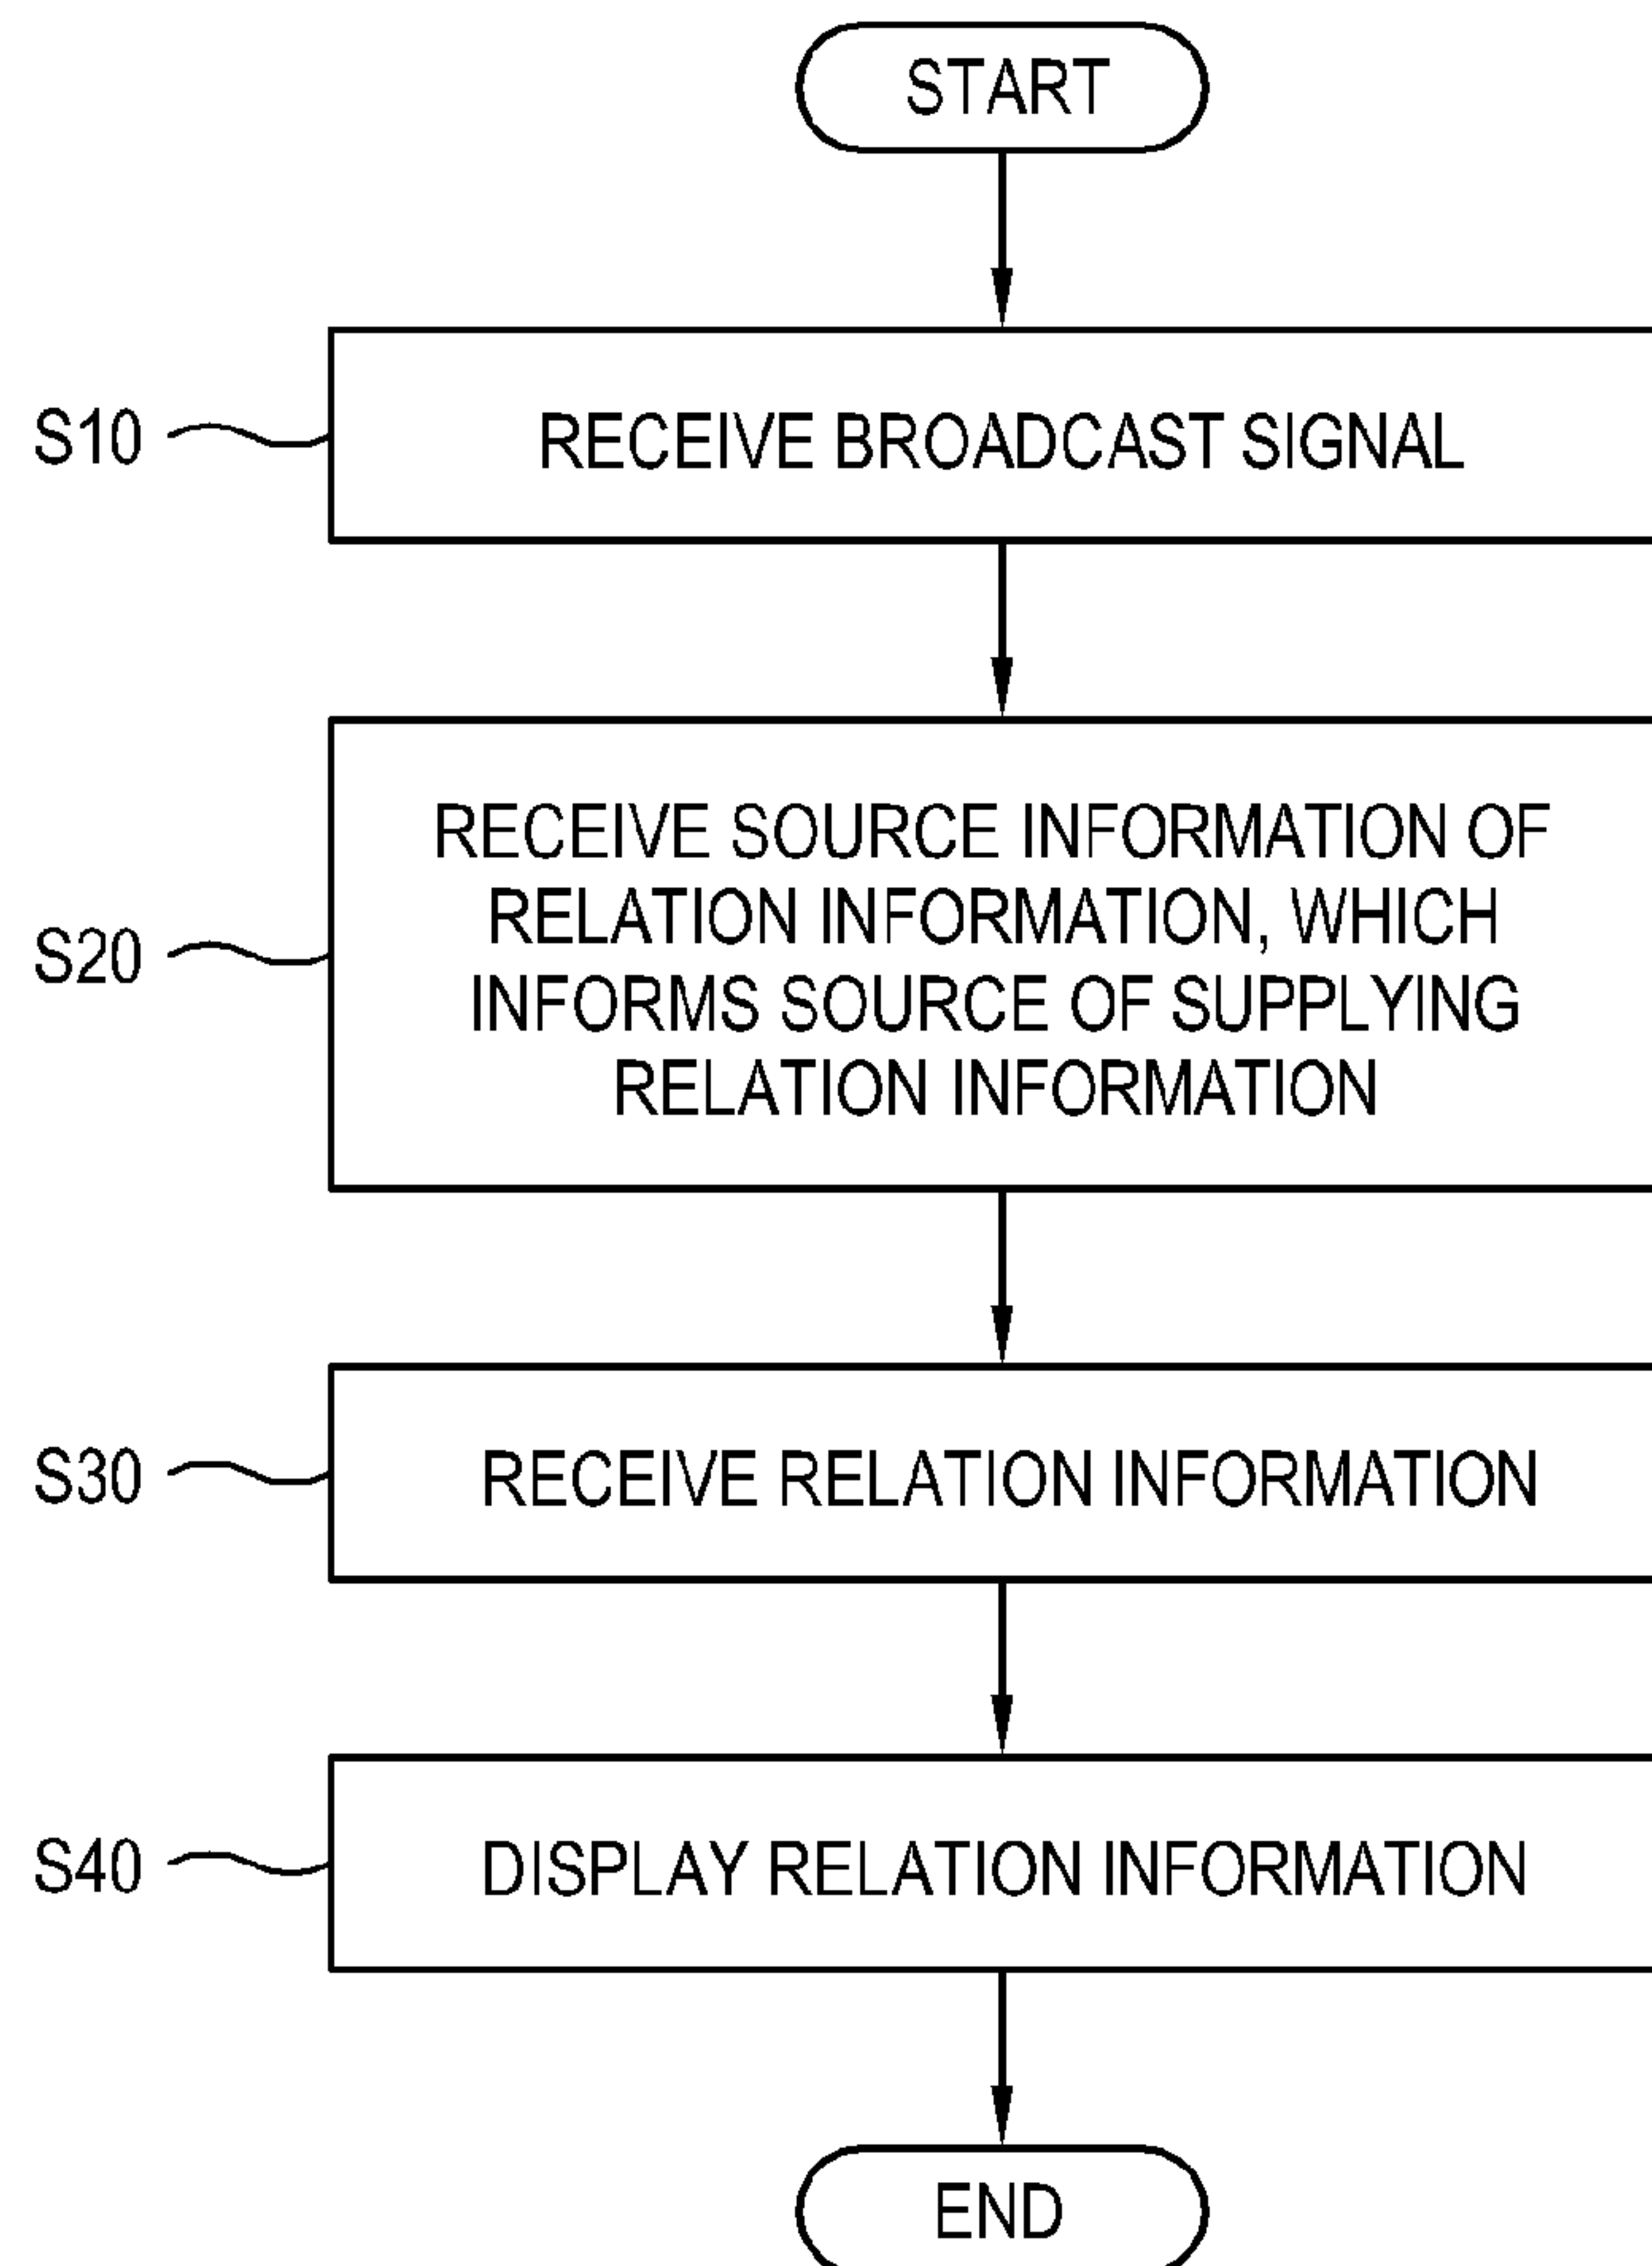 START
S10
RECEIVE BROADCAST SIGNAL
S20
RECEIVE SOURCE INFORMATION OF
RELATION INFORMATION, WHICH
INFORMS SOURCE OF SUPPLYING
RELATION INFORMATION
S30
RECEIVE RELATION INFORMATION
S40
DISPLAY RELATION INFORMATION
END